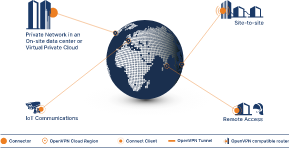 Private Network in an
On-site data center or
Virtual Private Cloud
Site-to-site
IoT Communications
Remote Access
Connector
OpenVPN Cloud Region
Connect Client
OpenVPN Tunnel
OpenVPN compatible router